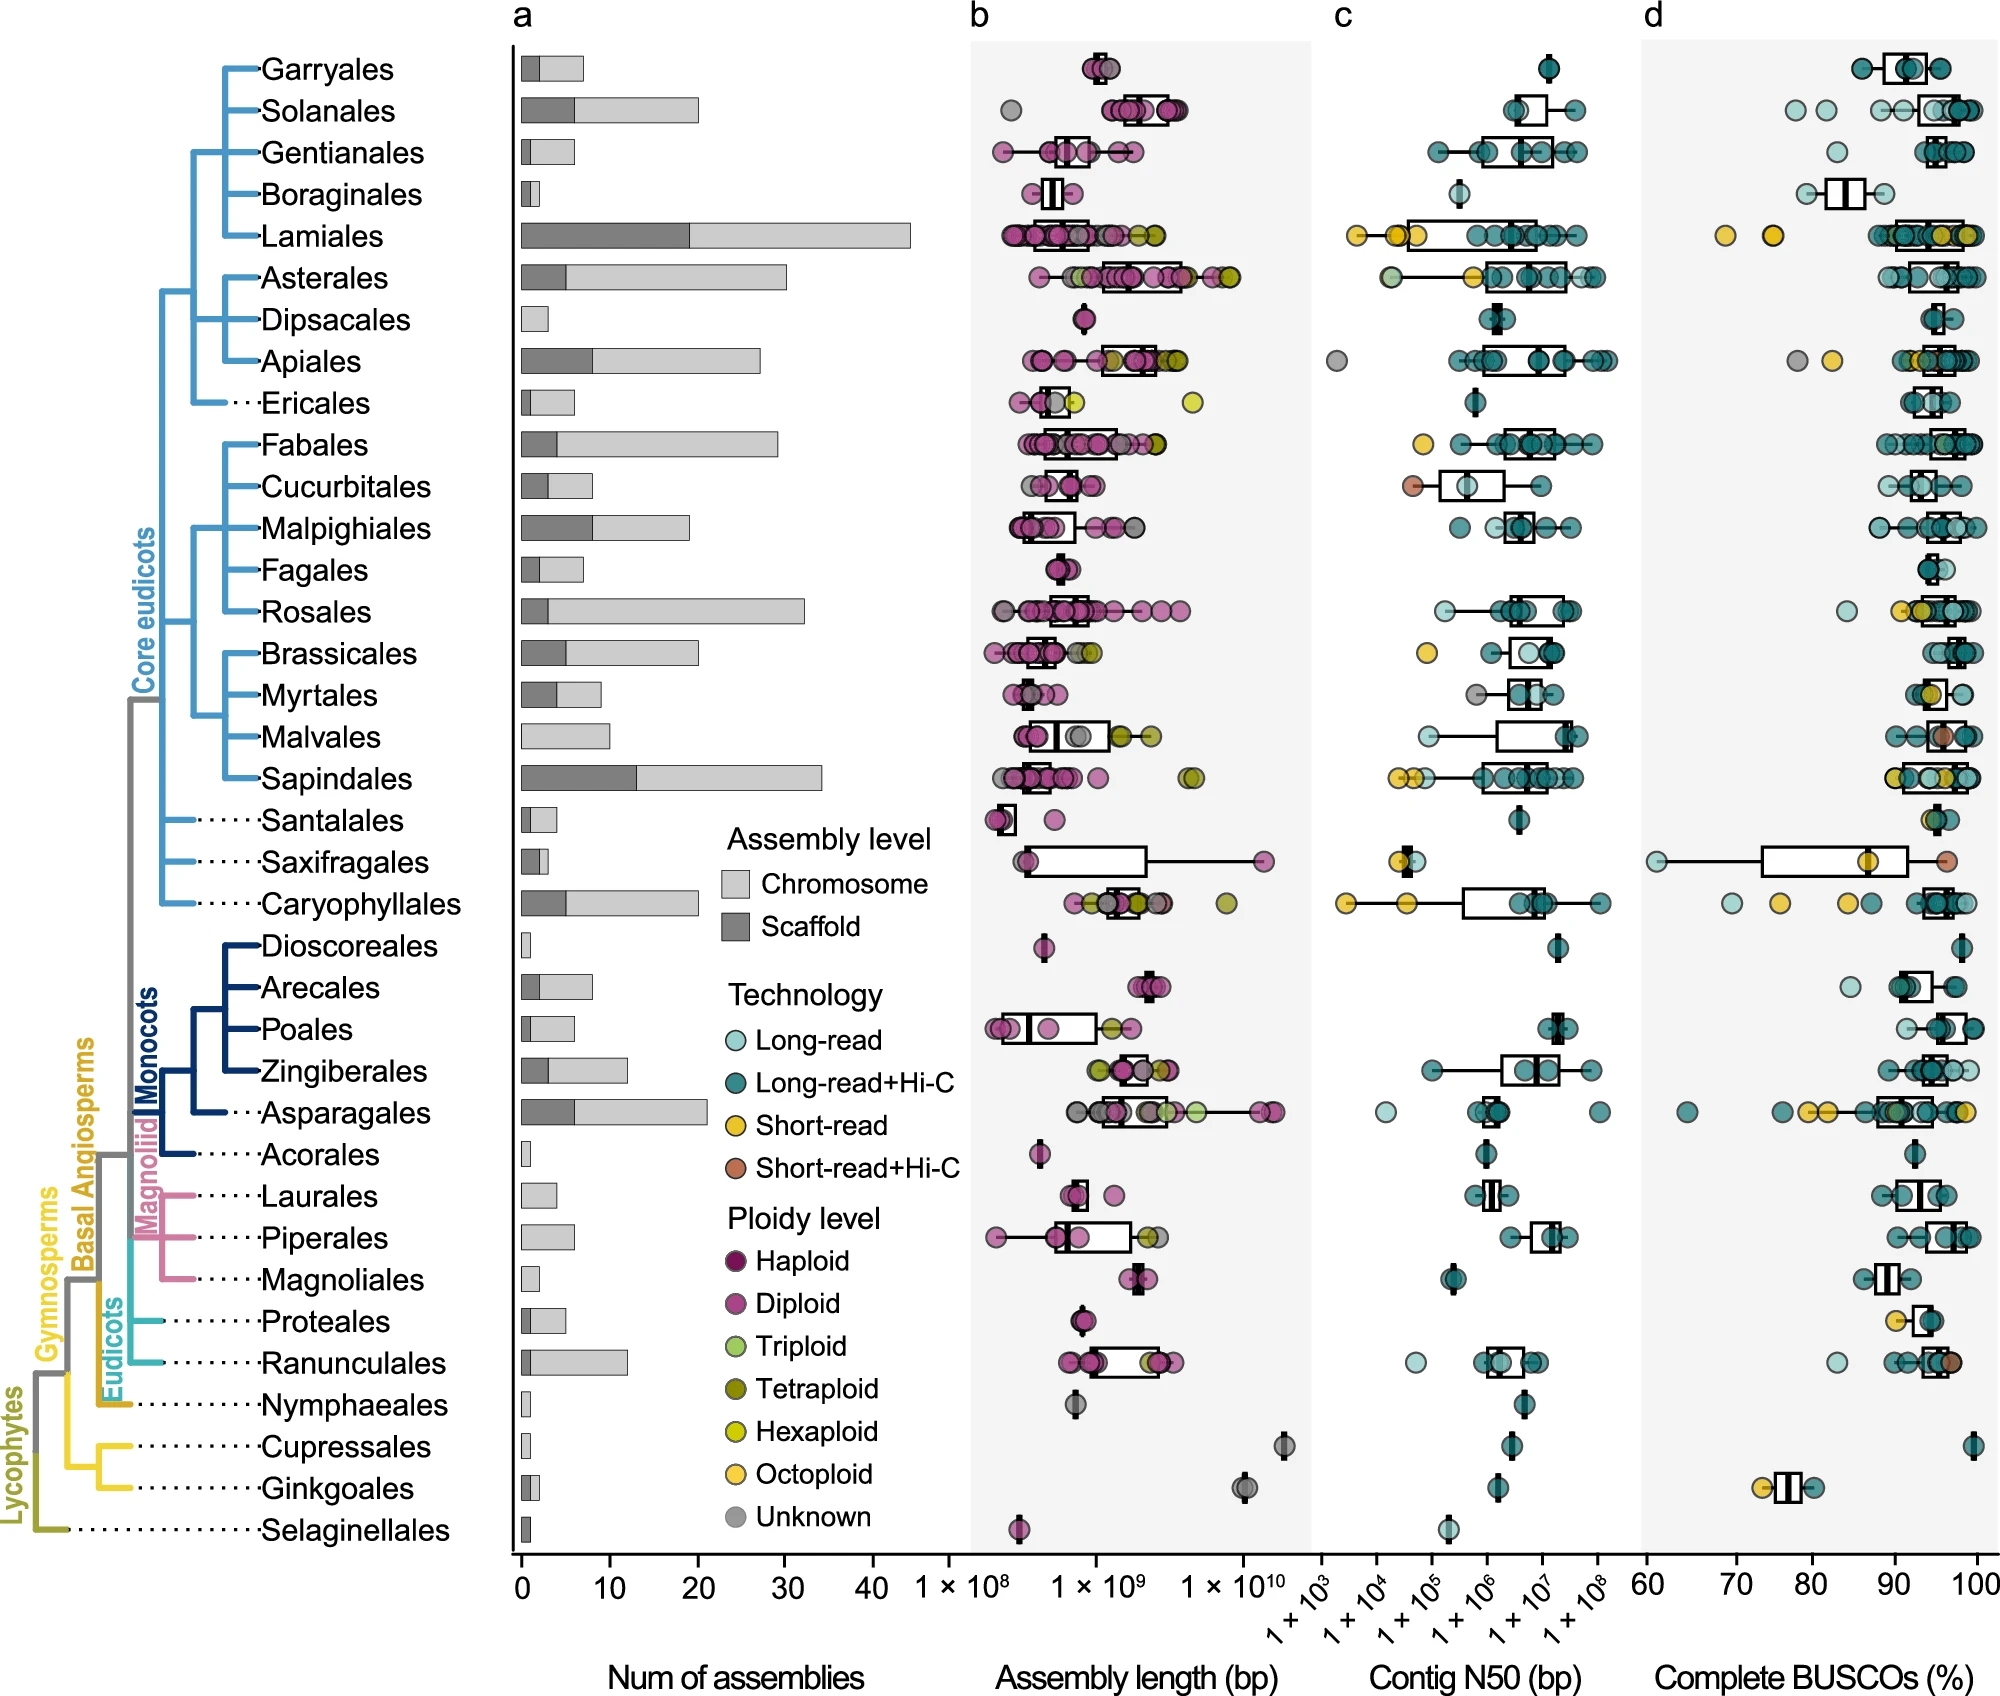 a
b
c
d
Garryales
Solanales
Gentianales
Boraginales
Lamiales
Asterales
Dipsacales
Apiales
Ericales
Fabales
Cucurbitales
Malpighiales
Fagales
Rosales
Brassicales
Myrtales
Malvales
Sapindales
Santalales
Saxifragales
Caryophyllales
Dioscoreales
Arecales
Poales
Zingiberales
Asparagales
Acorales
Laurales
Piperales
Magnoliales
Proteales
Ranunculales
Nymphaeales
Cupressales
Ginkgoales
Selaginellales
Core eudicots
Monocots
Magnoliid
Basal Angiosperms
Eudicots
Gymnosperms
Lycophytes
Assembly level
Chromosome
Scaffold
Technology
Long-read
Long-read+Hi-C
Short-read
Short-read+Hi-C
Ploidy level
Haploid
Diploid
Triploid
Tetraploid
Hexaploid
Octoploid
Unknown
0 10 20 30 40
1 × 10⁸ 1 × 10⁹ 1 × 10¹⁰
1 × 10³ 1 × 10⁴ 1 × 10⁵ 1 × 10⁶ 1 × 10⁷ 1 × 10⁸
60 70 80 90 100
Num of assemblies
Assembly length (bp)
Contig N50 (bp)
Complete BUSCOs (%)